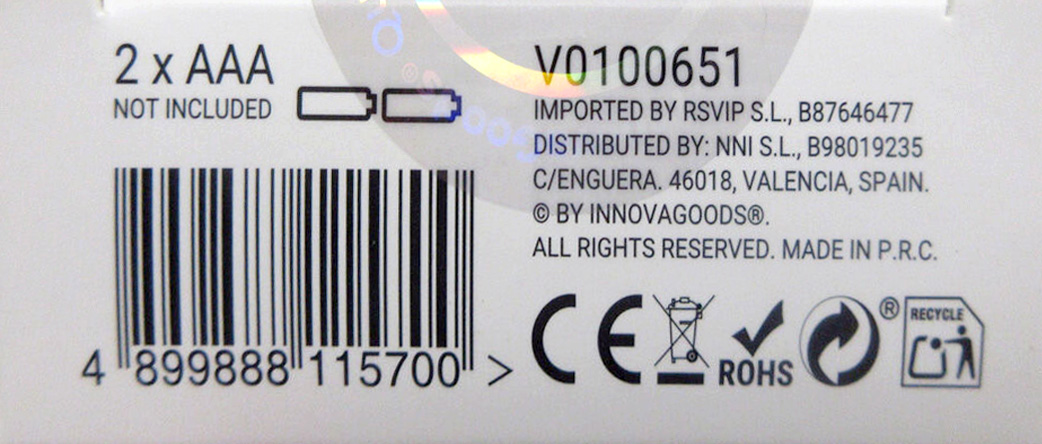 2 x AAA
NOT INCLUDED
V0100651
IMPORTED BY RSVIP S.L., B87646477
DISTRIBUTED BY: NNI S.L., B98019235
C/ENGUERA. 46018, VALENCIA, SPAIN.
© BY INNOVAGOODS®.
ALL RIGHTS RESERVED. MADE IN P.R.C.
4 899888 115700 >
CE
ROHS
®
RECYCLE